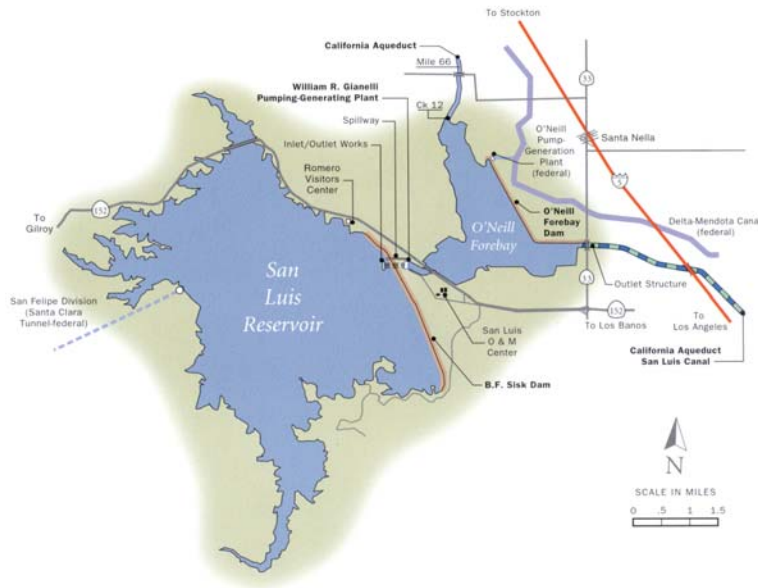 To Stockton
California Aqueduct
Mile 66
33
William R. Gianelli
Pumping-Generating Plant
Ck 12
Spillway
Inlet/Outlet Works
O'Neill
Pump-
Generation
Plant
(federal)
Santa Nella
Romero
Visitors
Center
5
152
To
Gilroy
O'Neill
Forebay
O'Neill
Forebay
Dam
Delta-Mendota Canal
(federal)
San
Luis
Reservoir
San Felipe Division
(Santa Clara
Tunnel-federal)
33
Outlet Structure
152
To Los Banos
To
Los Angeles
San Luis
O & M
Center
California Aqueduct
San Luis Canal
B.F. Sisk Dam
N
SCALE IN MILES
0 .5 1 1.5